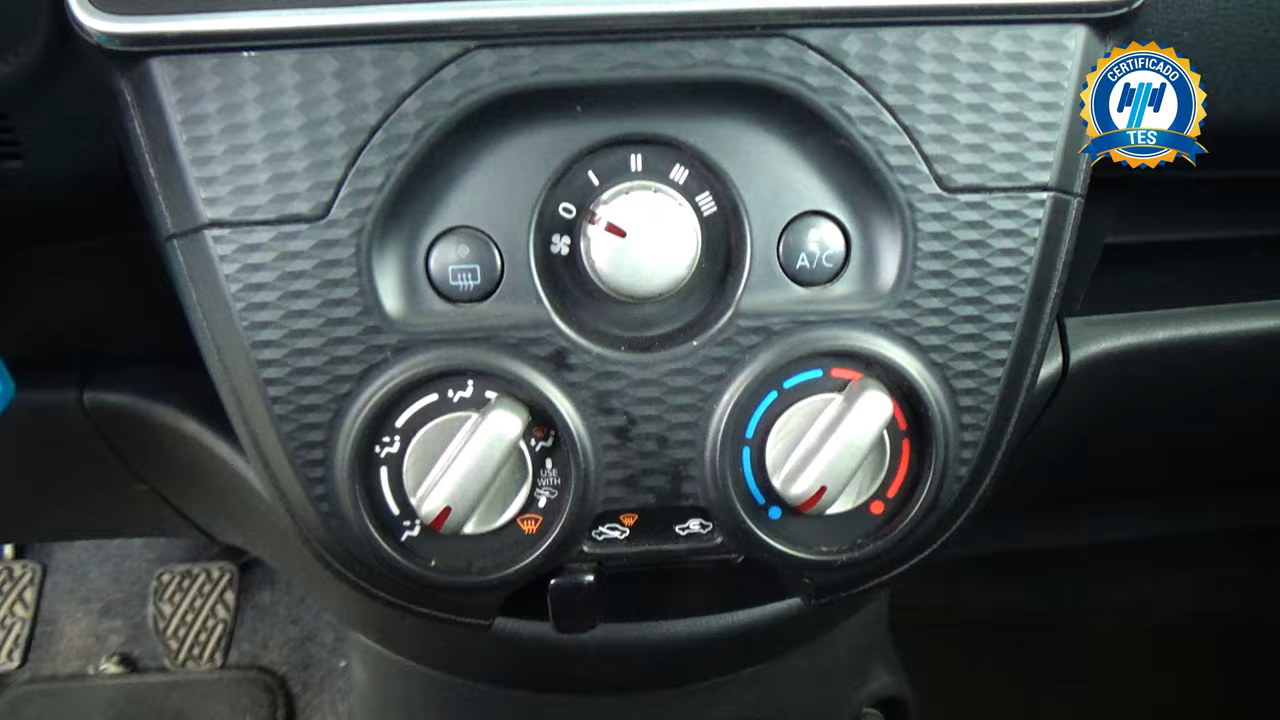 CERTIFICADO
TES
0 I II III IIII
A/C
USE
WITH